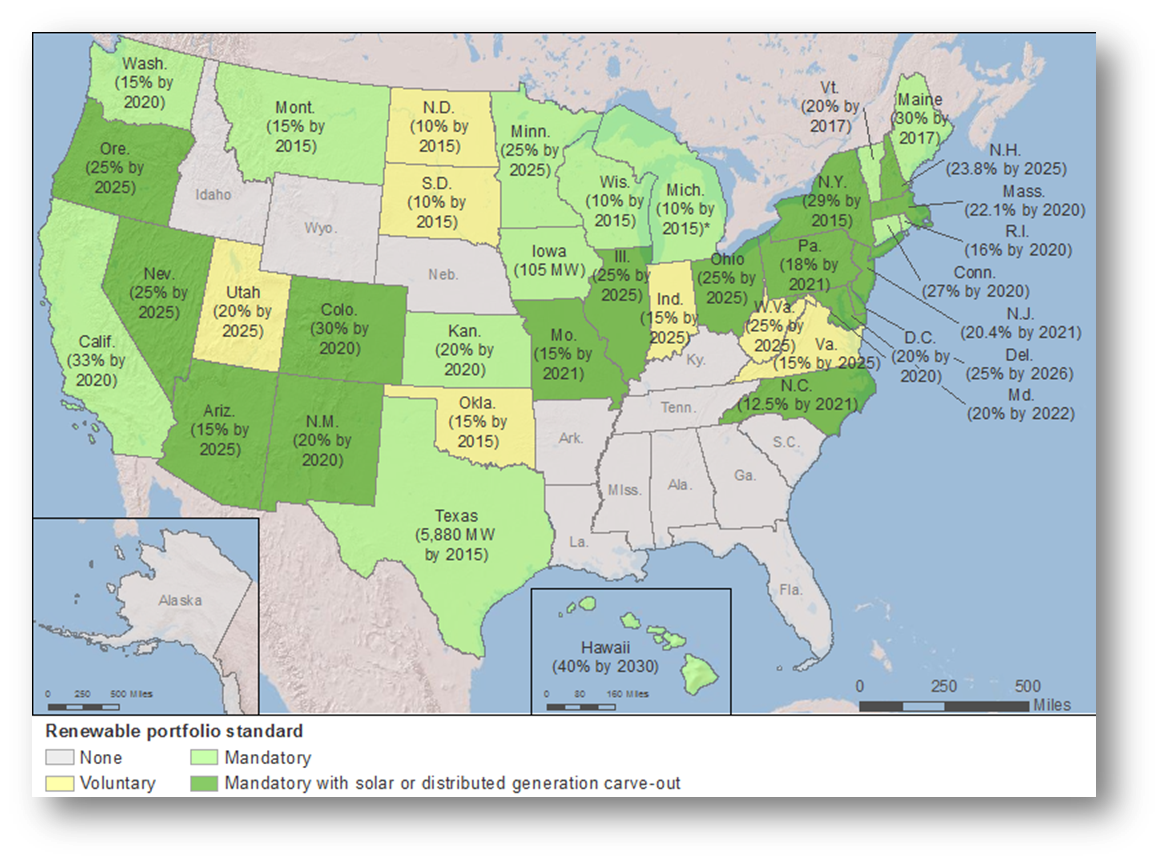 Wash.
(15% by
2020)
Mont.
(15% by
2015)
N.D.
(10% by
2015)
Minn.
(25% by
2025)
Vt.
(20% by
2017)
Maine
(30% by
2017)
Ore.
(25% by
2025)
Idaho
Wyo.
S.D.
(10% by
2015)
Wis.
(10% by
2015)
Mich.
(10% by
2015)*
N.Y.
(29% by
2015)
N.H.
(23.8% by 2025)
Mass.
(22.1% by 2020)
R.I.
(16% by 2020)
Conn.
(27% by 2020)
N.J.
(20.4% by 2021)
D.C.
(20% by
2020)
Del.
(25% by 2026)
Md.
(20% by 2022)
Nev.
(25% by
2025)
Utah
(20% by
2025)
Colo.
(30% by
2020)
Neb.
Iowa
(105 MW)
Ill.
(25% by
2025)
Ind.
(15% by
2025)
Ohio
(25% by
2025)
Pa.
(18% by
2021)
W.Va.
(25% by
2025)
Va.
(15% by 2025)
Calif.
(33% by
2020)
Kan.
(20% by
2020)
Mo.
(15% by
2021)
Ky.
N.C.
(12.5% by 2021)
Ariz.
(15% by
2025)
N.M.
(20% by
2020)
Okla.
(15% by
2015)
Ark.
Tenn.
S.C.
Texas
(5,880 MW
by 2015)
La.
MIss.
Ala.
Ga.
Fla.
Alaska
0 250 500 Miles
Hawaii
(40% by 2030)
0 80 160 Miles
0 250 500
Miles
Renewable portfolio standard
None
Mandatory
Voluntary
Mandatory with solar or distributed generation carve-out